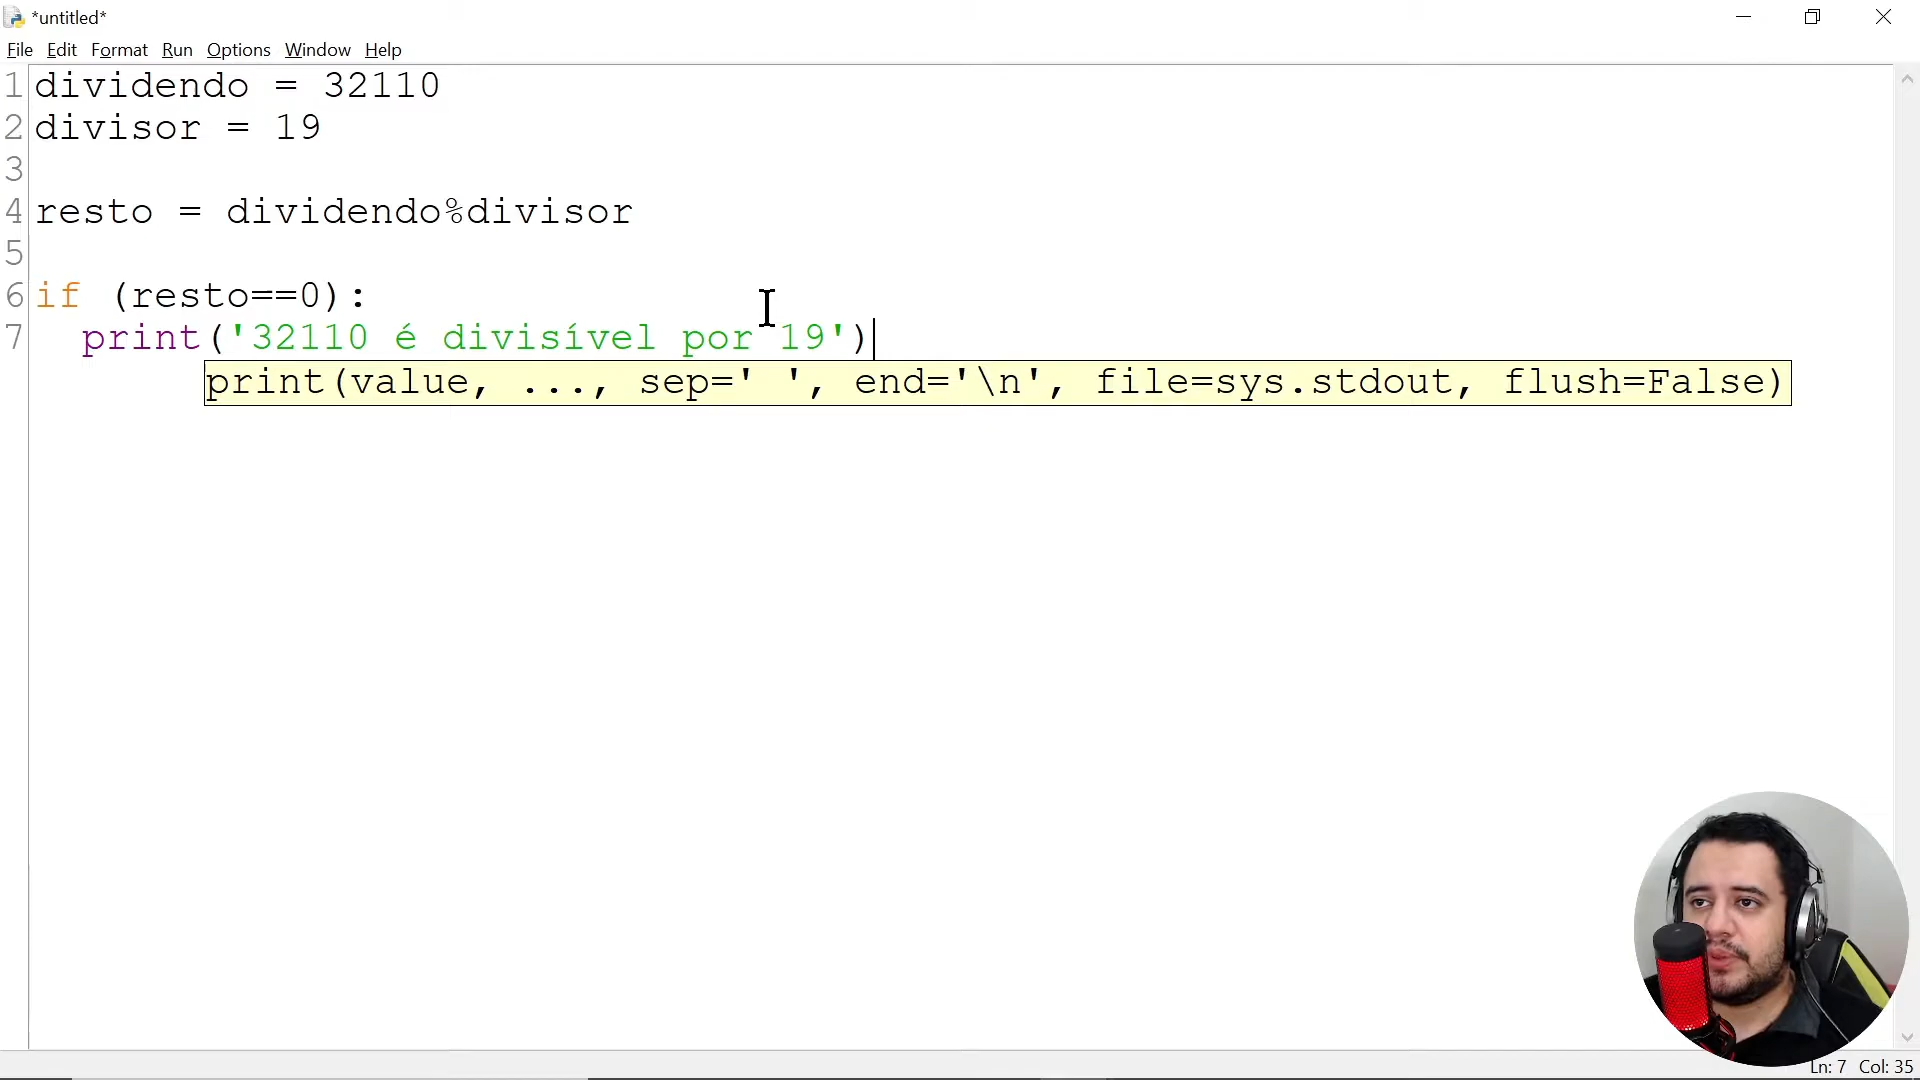 *untitled*
File Edit Format Run Options Window Help
1 dividendo = 32110
2 divisor = 19
3
4 resto = dividendo%divisor
5
6 if (resto==0):
7   print('32110 é divisível por 19')
print(value, ..., sep=' ', end='\n', file=sys.stdout, flush=False)
Ln: 7 Col: 35